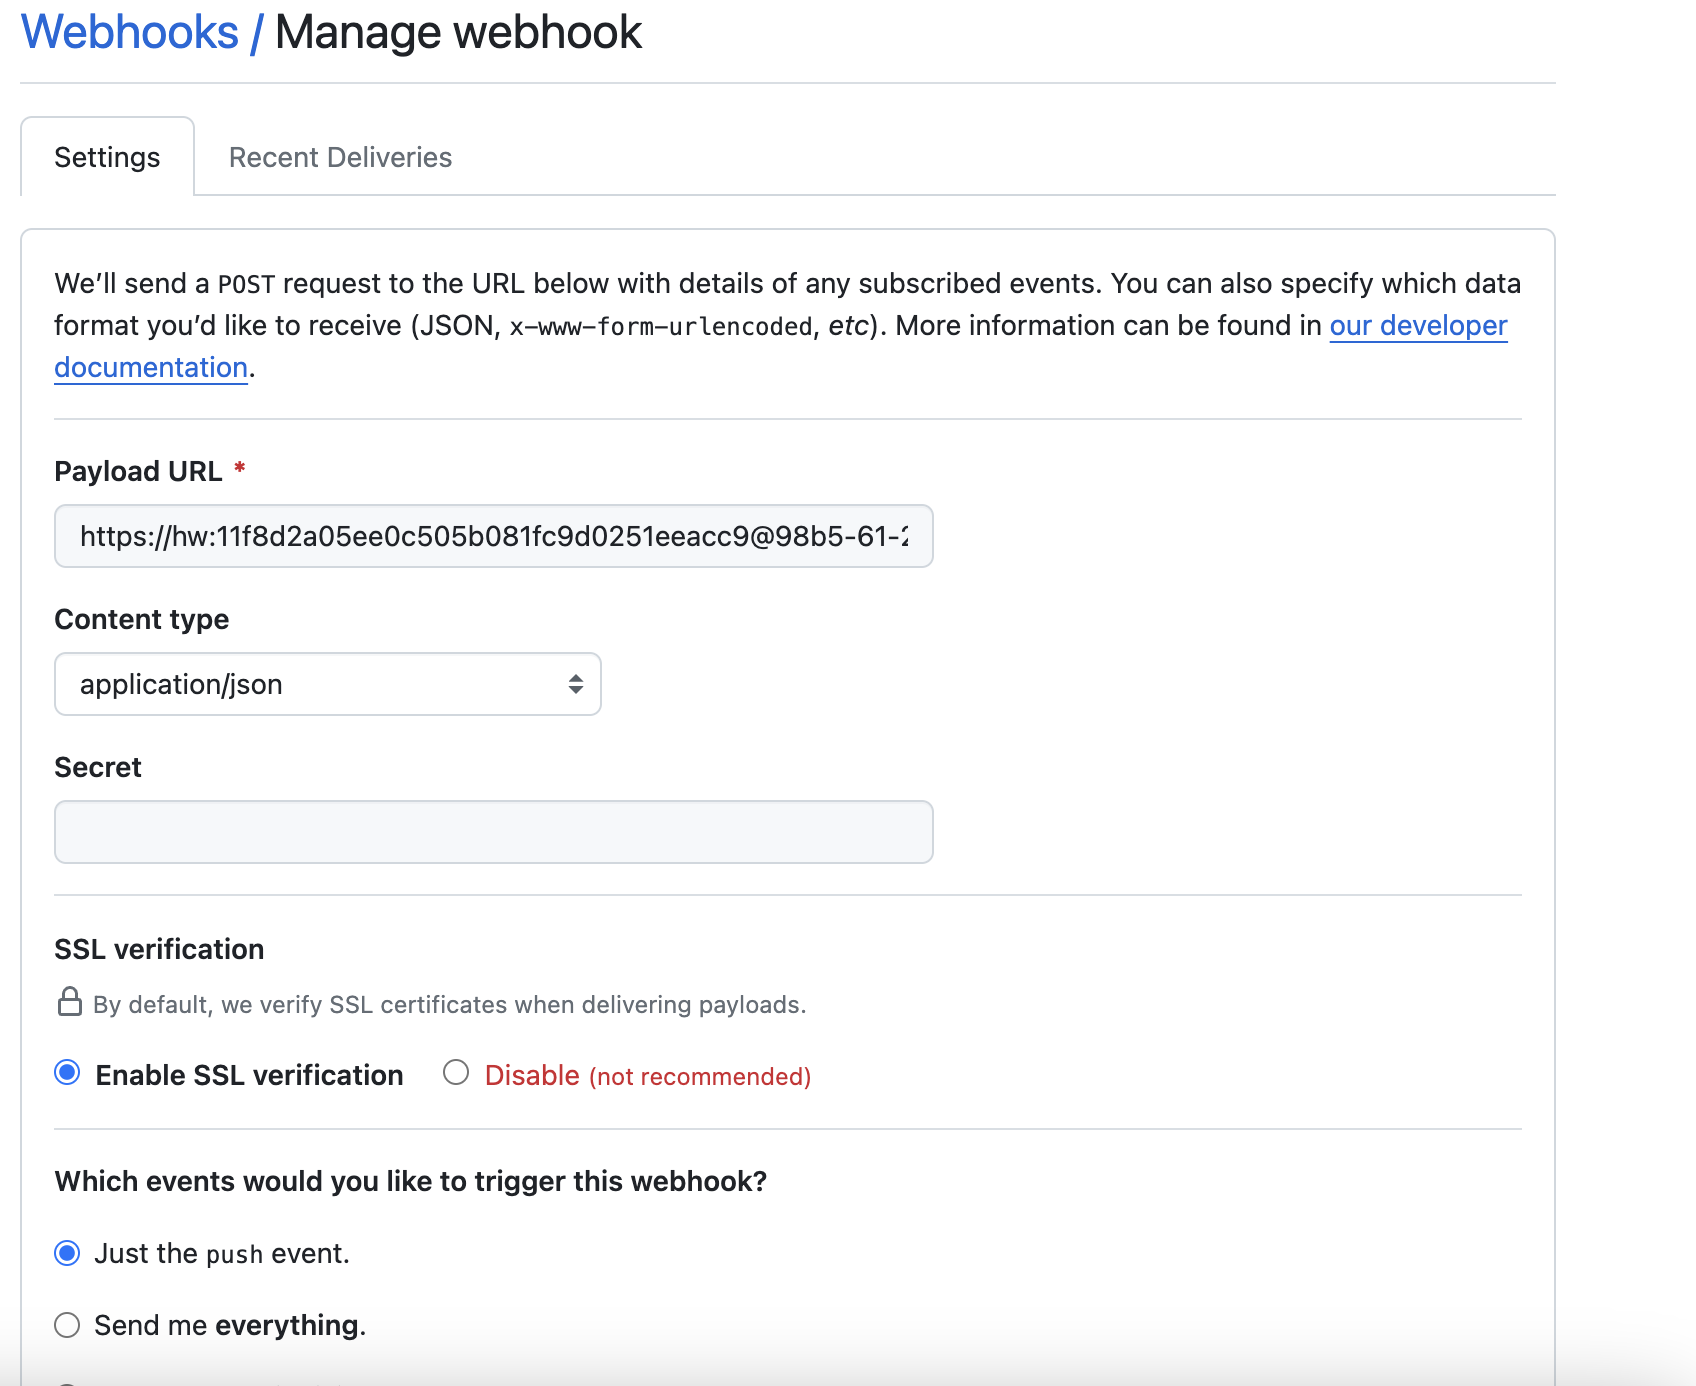 Webhooks / Manage webhook
Settings
Recent Deliveries
We’ll send a POST request to the URL below with details of any subscribed events. You can also specify which data
format you’d like to receive (JSON, x-www-form-urlencoded, etc). More information can be found in our developer
documentation.
Payload URL *
https://hw:11f8d2a05ee0c505b081fc9d0251eeacc9@98b5-61-2
Content type
application/json
Secret
SSL verification
By default, we verify SSL certificates when delivering payloads.
Enable SSL verification
Disable (not recommended)
Which events would you like to trigger this webhook?
Just the push event.
Send me everything.